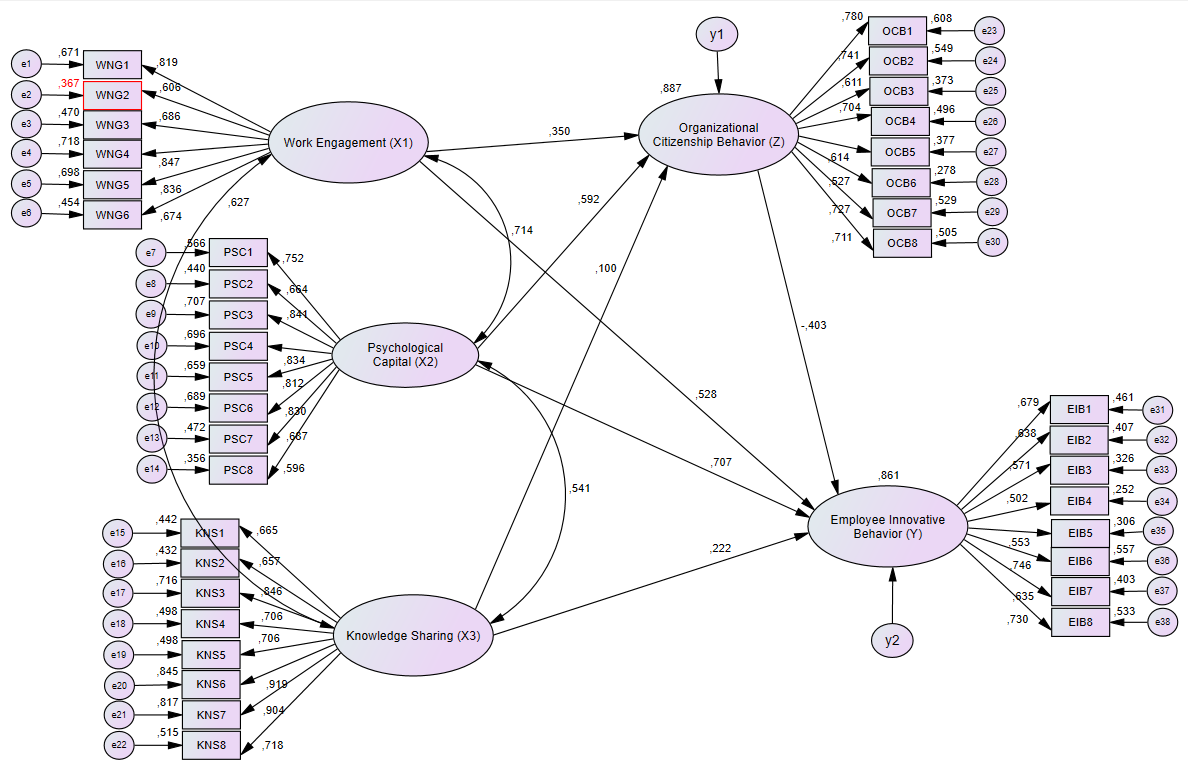 y1
,887
Organizational
Citizenship Behavior (Z)
,780
,741
,611
,704
,614
,527
,727
,711
OCB1
,608
e23
OCB2
,549
e24
OCB3
,373
e25
OCB4
,496
e26
OCB5
,377
e27
OCB6
,278
e28
OCB7
,529
e29
OCB8
,505
e30
e1
,671
WNG1
,819
e2
,367
WNG2
,606
e3
,470
WNG3
,686
e4
,718
WNG4
,847
e5
,698
WNG5
,836
e6
,454
WNG6
,674
Work Engagement (X1)
,350
,627
,714
,592
,100
-,403
,528
e7
,566
PSC1
,752
e8
,440
PSC2
,664
e9
,707
PSC3
,841
e10
,696
PSC4
,834
e11
,659
PSC5
,812
e12
,689
PSC6
,830
e13
,472
PSC7
,687
e14
,356
PSC8
,596
Psychological
Capital (X2)
,707
,541
,222
e15
,442
KNS1
,665
e16
,432
KNS2
,657
e17
,716
KNS3
,846
e18
,498
KNS4
,706
e19
,498
KNS5
,706
e20
,845
KNS6
,919
e21
,817
KNS7
,904
e22
,515
KNS8
,718
Knowledge Sharing (X3)
,861
Employee Innovative
Behavior (Y)
y2
,679
,638
,571
,502
,553
,746
,635
,730
EIB1
,461
e31
EIB2
,407
e32
EIB3
,326
e33
EIB4
,252
e34
EIB5
,306
e35
EIB6
,557
e36
EIB7
,403
e37
EIB8
,533
e38